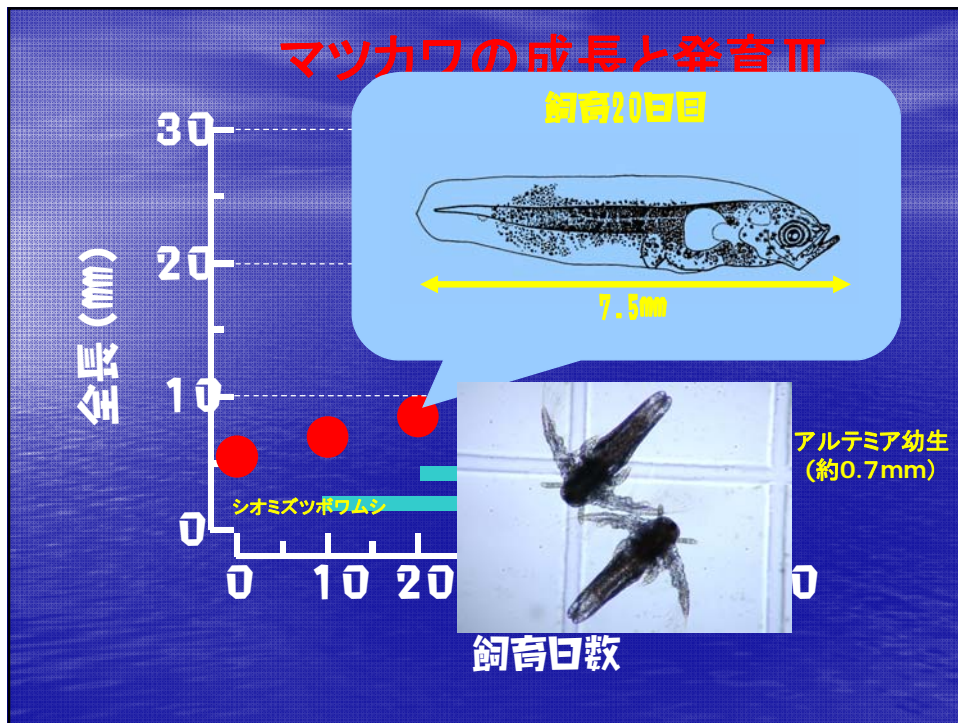 マツカワの成長と発育Ⅲ
飼育20日目
7.5㎜
30
20
10
0
全長(㎜)
シオミズツボワムシ
アルテミア幼生
(約0.7mm)
0 10 20 0
飼育日数